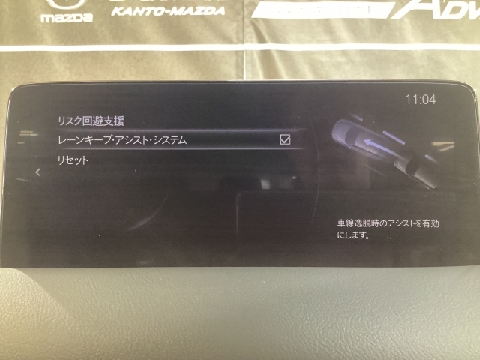 mazda
KANTO-MAZDA
ADV
11:04
リスク回避支援
レーンキープ・アシスト・システム
リセット
車線逸脱時のアシストを有効
にします。